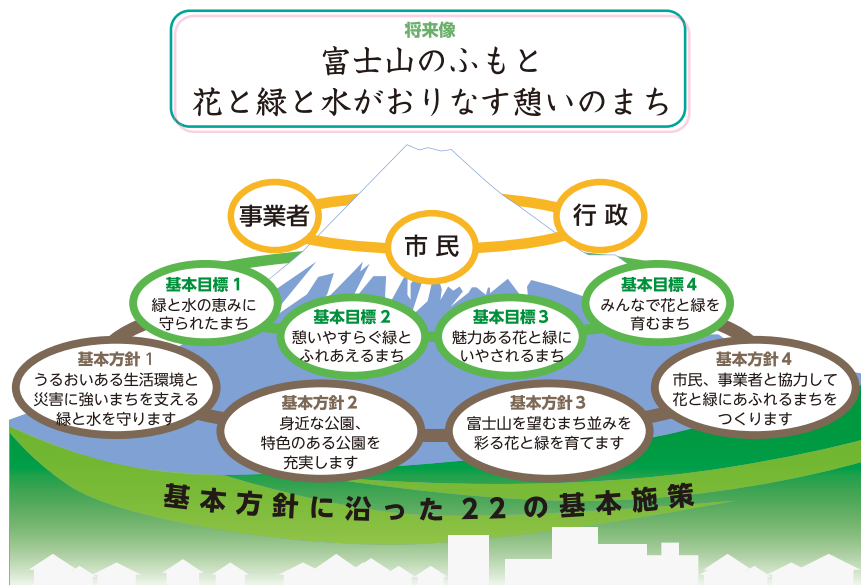 将来像
富士山のふもと
花と緑と水がおりなす憩いのまち
事業者
行政
市民
基本目標1
緑と水の恵みに
守られたまち
基本目標2
憩いやすらぐ緑と
ふれあえるまち
基本目標3
魅力ある花と緑に
いやされるまち
基本目標4
みんなで花と緑を
育むまち
基本方針1
うるおいある生活環境と
災害に強いまちを支える
緑と水を守ります
基本方針2
身近な公園、
特色のある公園を
充実します
基本方針3
富士山を望むまち並みを
彩る花と緑を育てます
基本方針4
市民、事業者と協力して
花と緑にあふれるまちを
つくります
基本方針に沿った22の基本施策